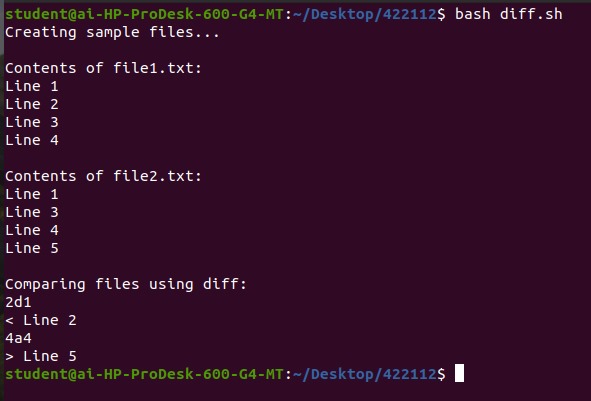 student@ai-HP-ProDesk-600-G4-MT:~/Desktop/422112$ bash diff.sh
Creating sample files...

Contents of file1.txt:
Line 1
Line 2
Line 3
Line 4

Contents of file2.txt:
Line 1
Line 3
Line 4
Line 5

Comparing files using diff:
2d1
< Line 2
4a4
> Line 5
student@ai-HP-ProDesk-600-G4-MT:~/Desktop/422112$